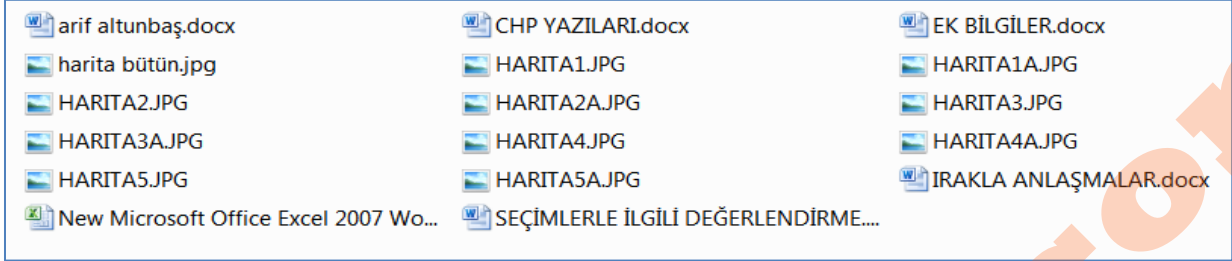 arif altunbaş.docx CHP YAZILARI.docx EK BİLGİLER.docx
harita bütün.jpg HARITA1.JPG HARITA1A.JPG
HARITA2.JPG HARITA2A.JPG HARITA3.JPG
HARITA3A.JPG HARITA4.JPG HARITA4A.JPG
HARITA5.JPG HARITA5A.JPG IRAKLA ANLAŞMALAR.docx
New Microsoft Office Excel 2007 Wo... SEÇİMLERLE İLGİLİ DEĞERLENDİRME....